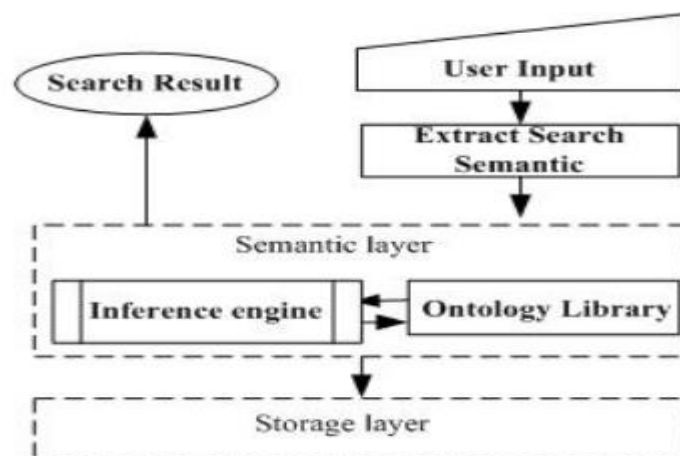 Search Result
User Input
Extract Search
Semantic
Semantic layer
Inference engine
Ontology Library
Storage layer